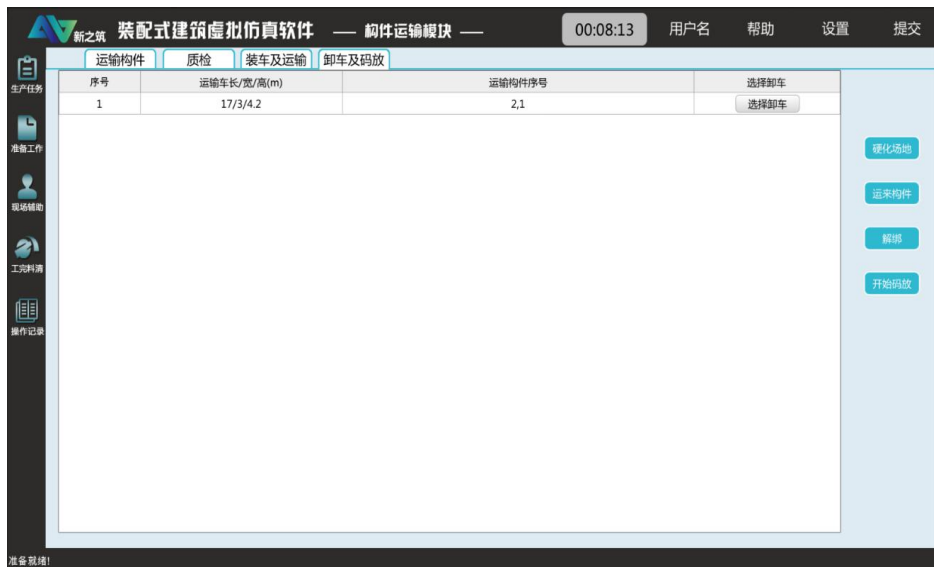 新之筑 装配式建筑虚拟仿真软件 — 构件运输模块 — 00:08:13 用户名 帮助 设置 提交
生产任务
准备工作
现场辅助
工完料清
操作记录
运输构件 质检 装车及运输 卸车及码放
序号 运输车长/宽/高(m) 运输构件序号 选择卸车
1 17/3/4.2 2,1 选择卸车
硬化场地
运来构件
解绑
开始码放
准备就绪!